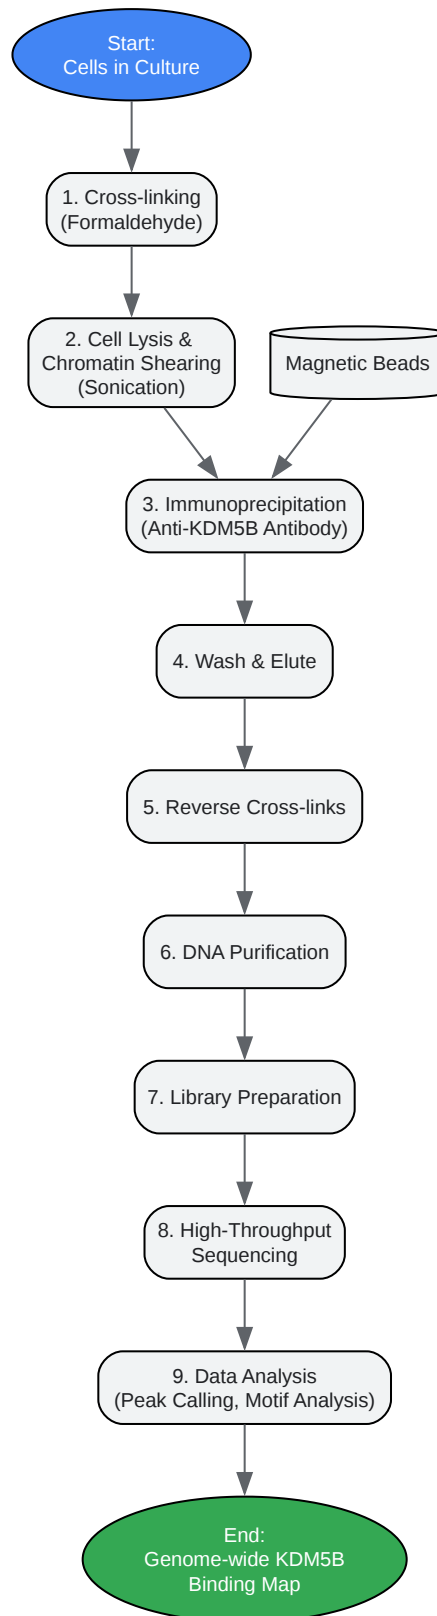 Start:
Cells in Culture
1. Cross-linking
(Formaldehyde)
2. Cell Lysis &
Chromatin Shearing
(Sonication)
Magnetic Beads
3. Immunoprecipitation
(Anti-KDM5B Antibody)
4. Wash & Elute
5. Reverse Cross-links
6. DNA Purification
7. Library Preparation
8. High-Throughput
Sequencing
9. Data Analysis
(Peak Calling, Motif Analysis)
End:
Genome-wide KDM5B
Binding Map